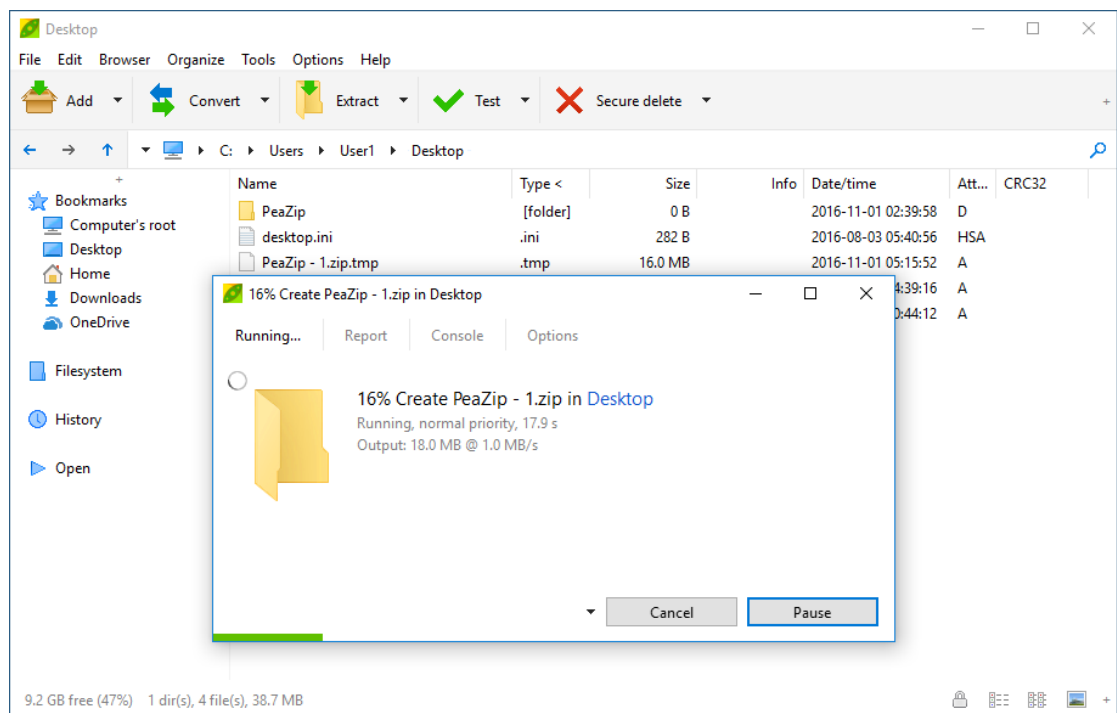 Desktop
File Edit Browser Organize Tools Options Help
Add Convert Extract Test Secure delete +
C: Users User1 Desktop
+
Bookmarks
Computer's root
Desktop
Home
Downloads
OneDrive
Filesystem
History
Open
Name Type < Size Info Date/time Att... CRC32
PeaZip [folder] 0 B 2016-11-01 02:39:58 D
desktop.ini .ini 282 B 2016-08-03 05:40:56 HSA
PeaZip - 1.zip.tmp .tmp 16.0 MB 2016-11-01 05:15:52 A
4:39:16 A
0:44:12 A
16% Create PeaZip - 1.zip in Desktop
Running... Report Console Options
16% Create PeaZip - 1.zip in Desktop
Running, normal priority, 17.9 s
Output: 18.0 MB @ 1.0 MB/s
Cancel Pause
9.2 GB free (47%) 1 dir(s), 4 file(s), 38.7 MB +